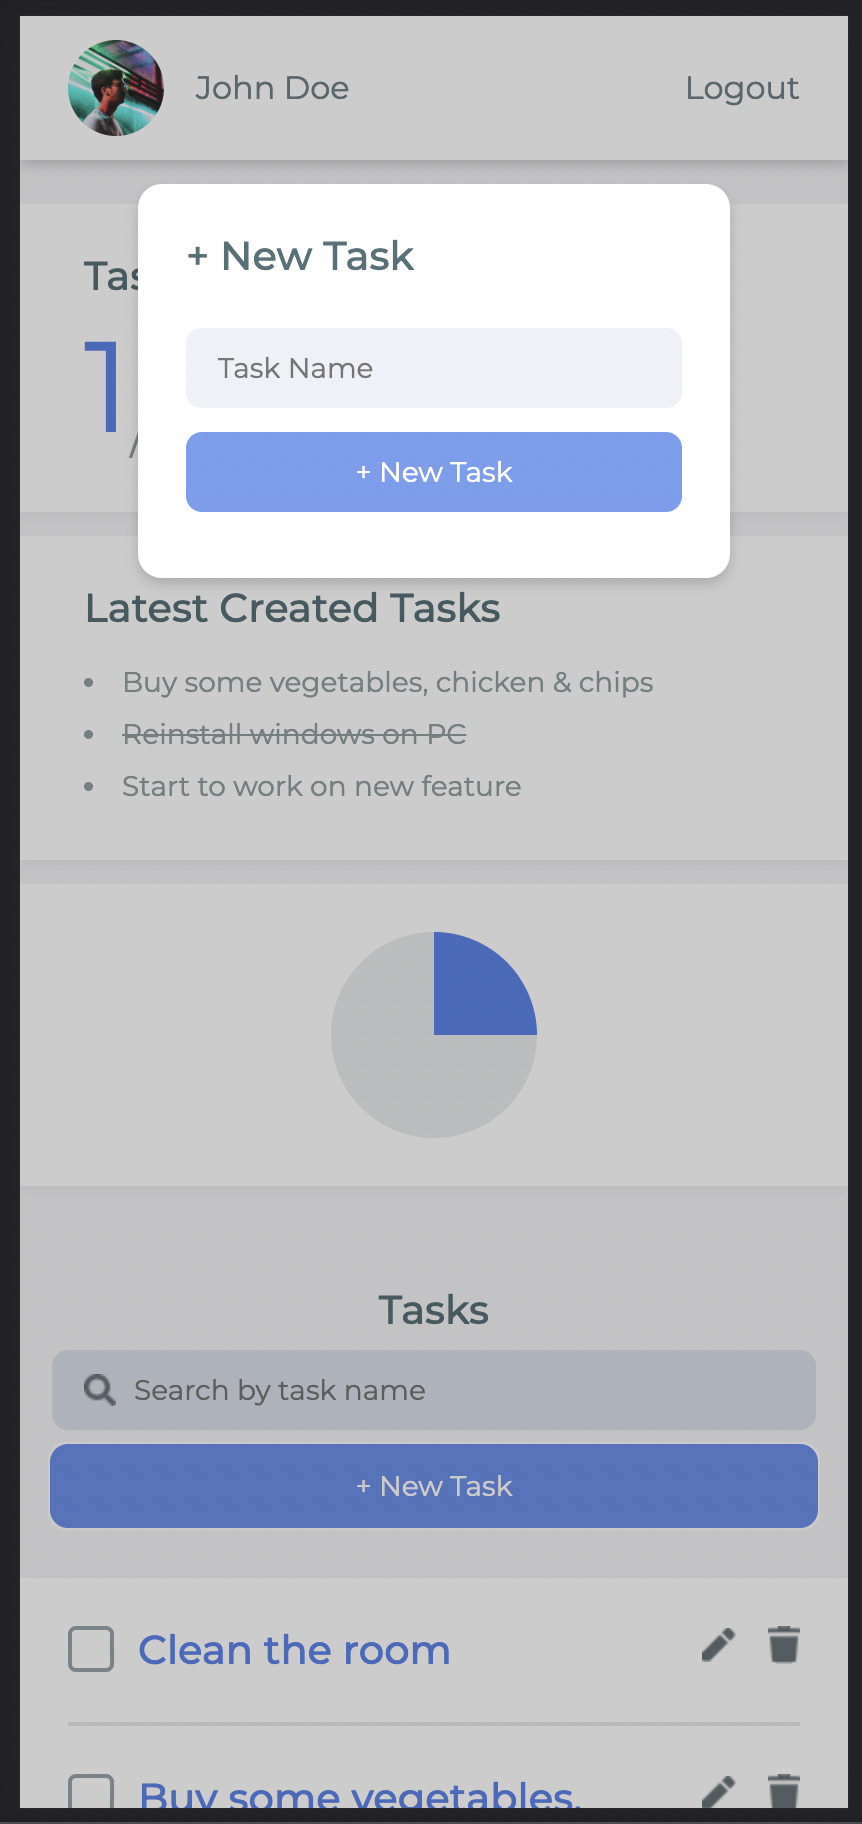 John Doe
Logout
+ New Task
Task Name
+ New Task
1
/
Latest Created Tasks
Buy some vegetables, chicken & chips
Reinstall windows on PC
Start to work on new feature
Tasks
Search by task name
+ New Task
Clean the room
Buy some vegetables,